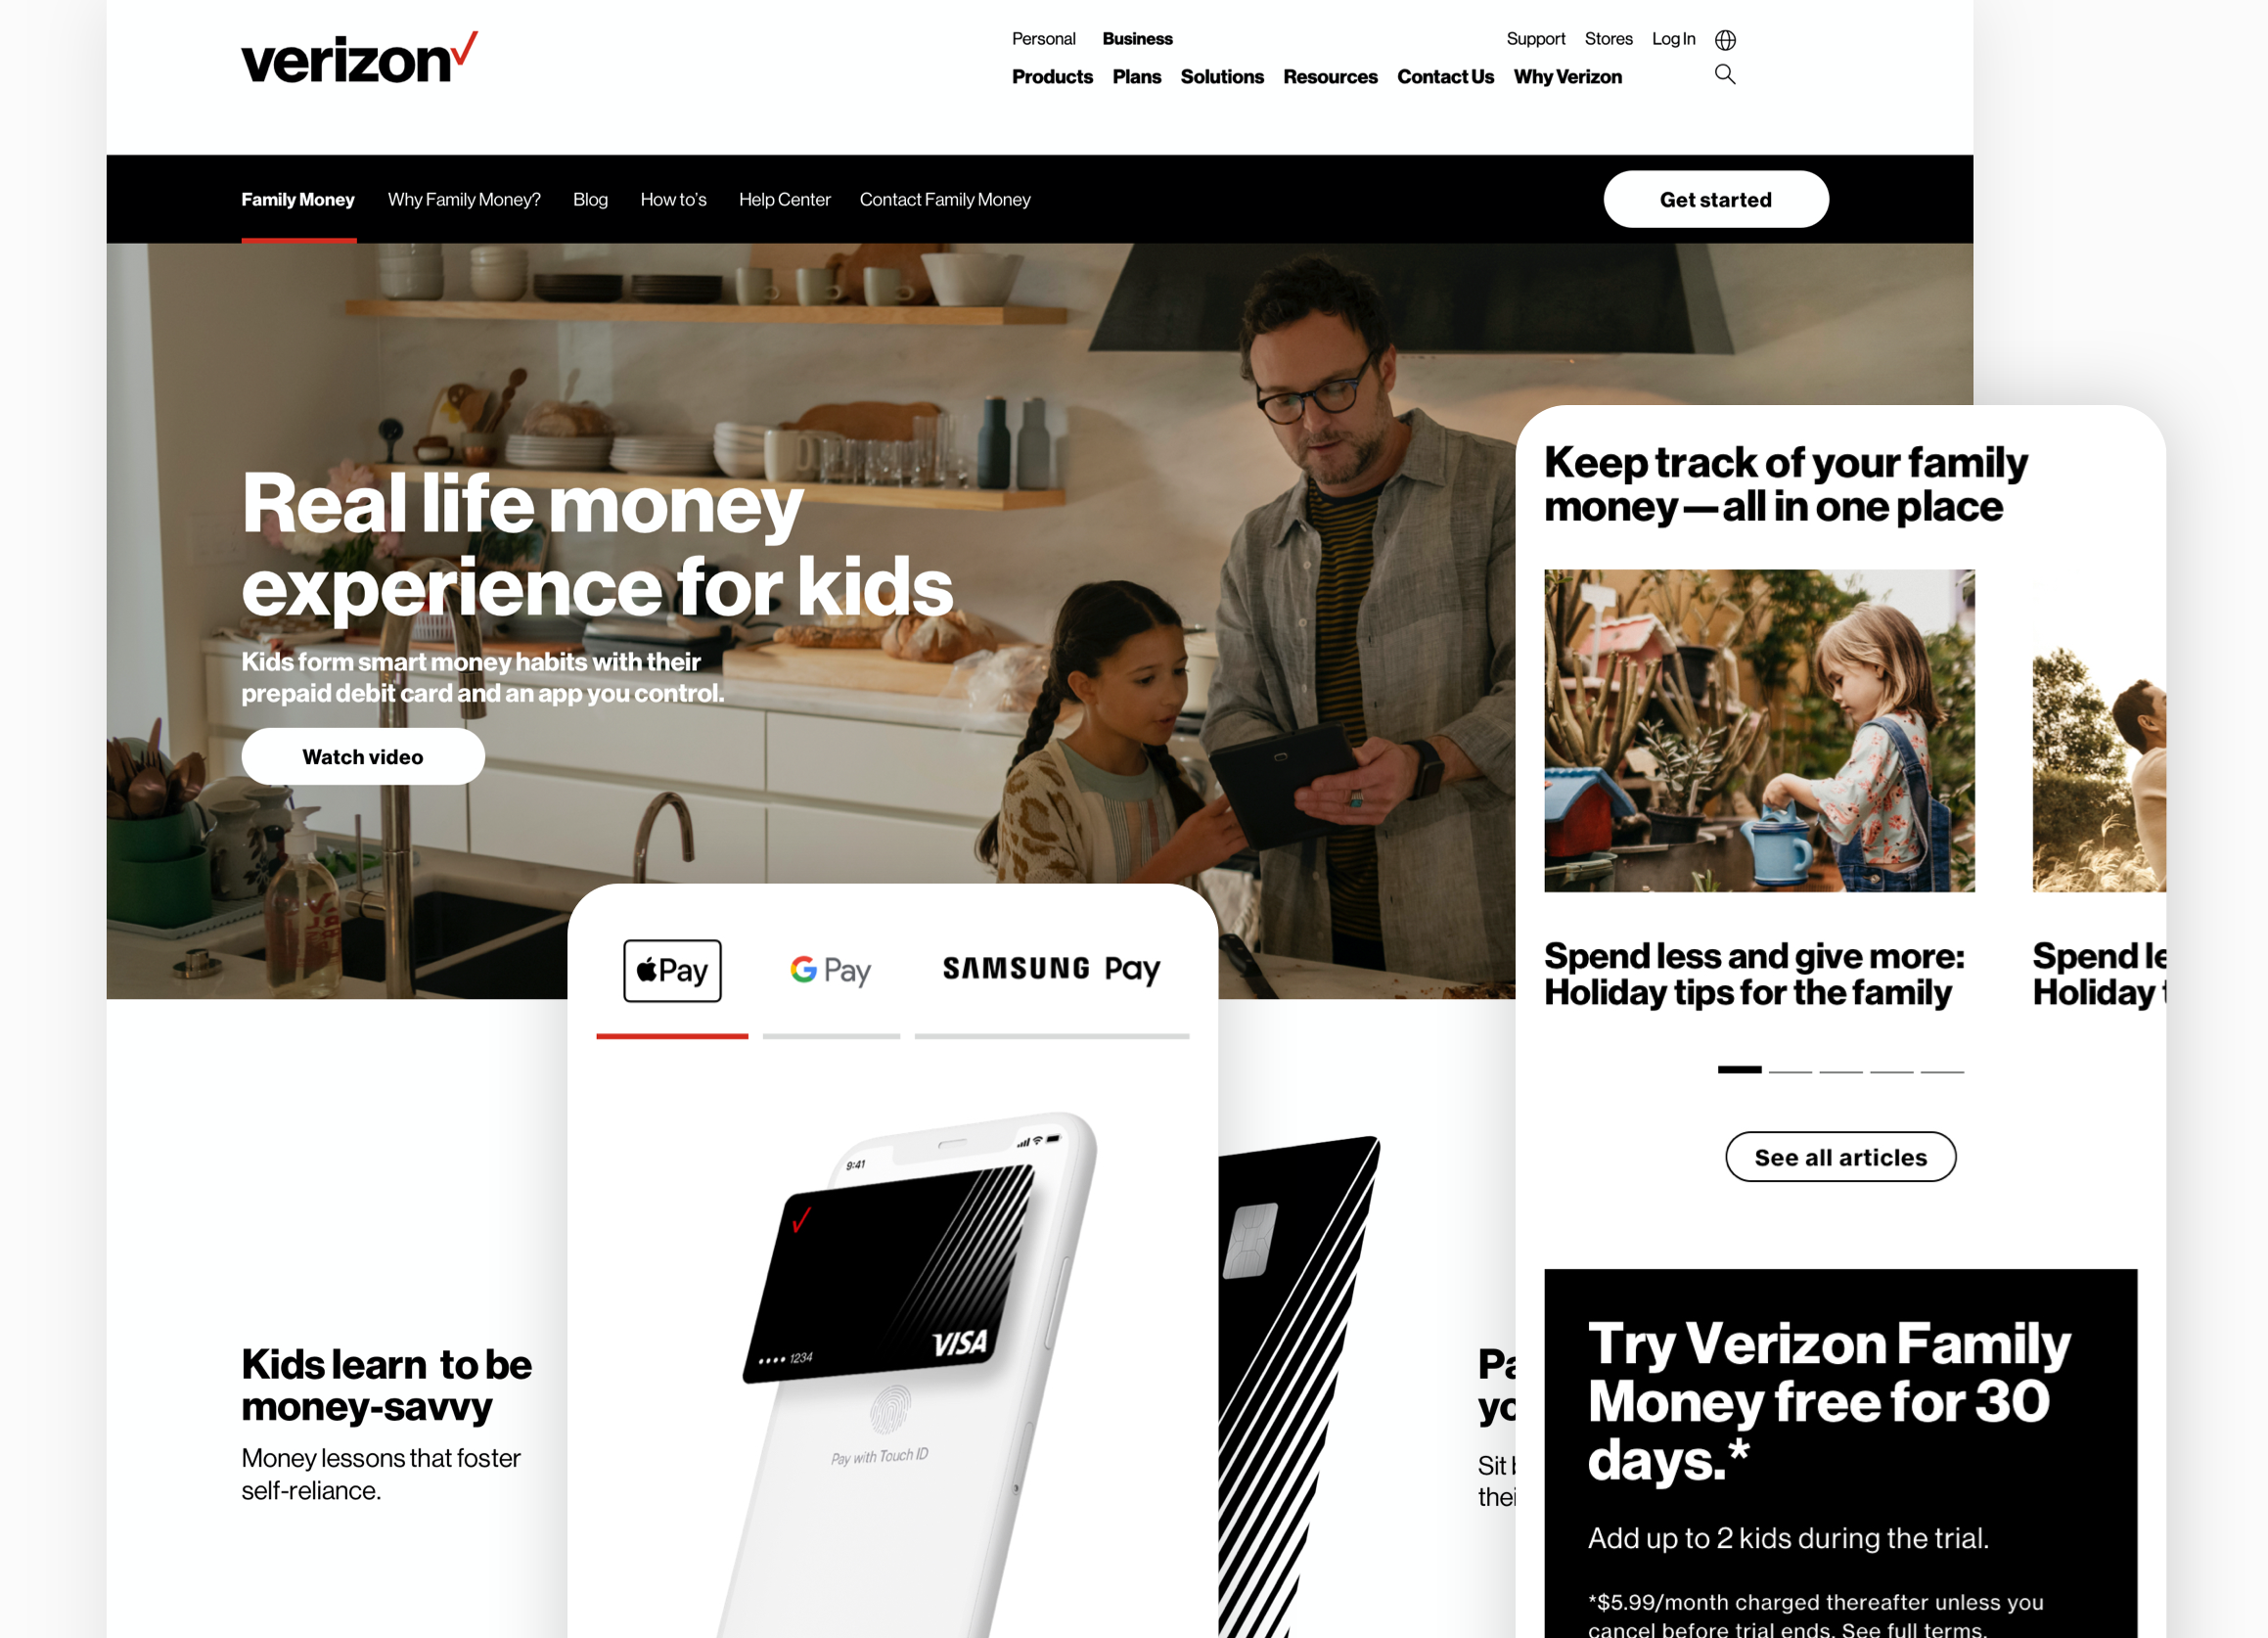 verizon
Personal Business
Support Stores Log In
Products Plans Solutions Resources Contact Us Why Verizon
Family Money Why Family Money? Blog How to's Help Center Contact Family Money
Get started
Real life money
experience for kids
Kids form smart money habits with their
prepaid debit card and an app you control.
Watch video
Keep track of your family
money—all in one place
Spend less and give more:
Holiday tips for the family
Spend le
Holiday
See all articles
Pay
G Pay
SAMSUNG Pay
9:41
•••• 1234
VISA
Pay with Touch ID
Kids learn to be
money-savvy
Money lessons that foster
self-reliance.
Pa
yo
Sit
thei
Try Verizon Family
Money free for 30
days.*
Add up to 2 kids during the trial.
*$5.99/month charged thereafter unless you
cancel before trial ends. See full terms.